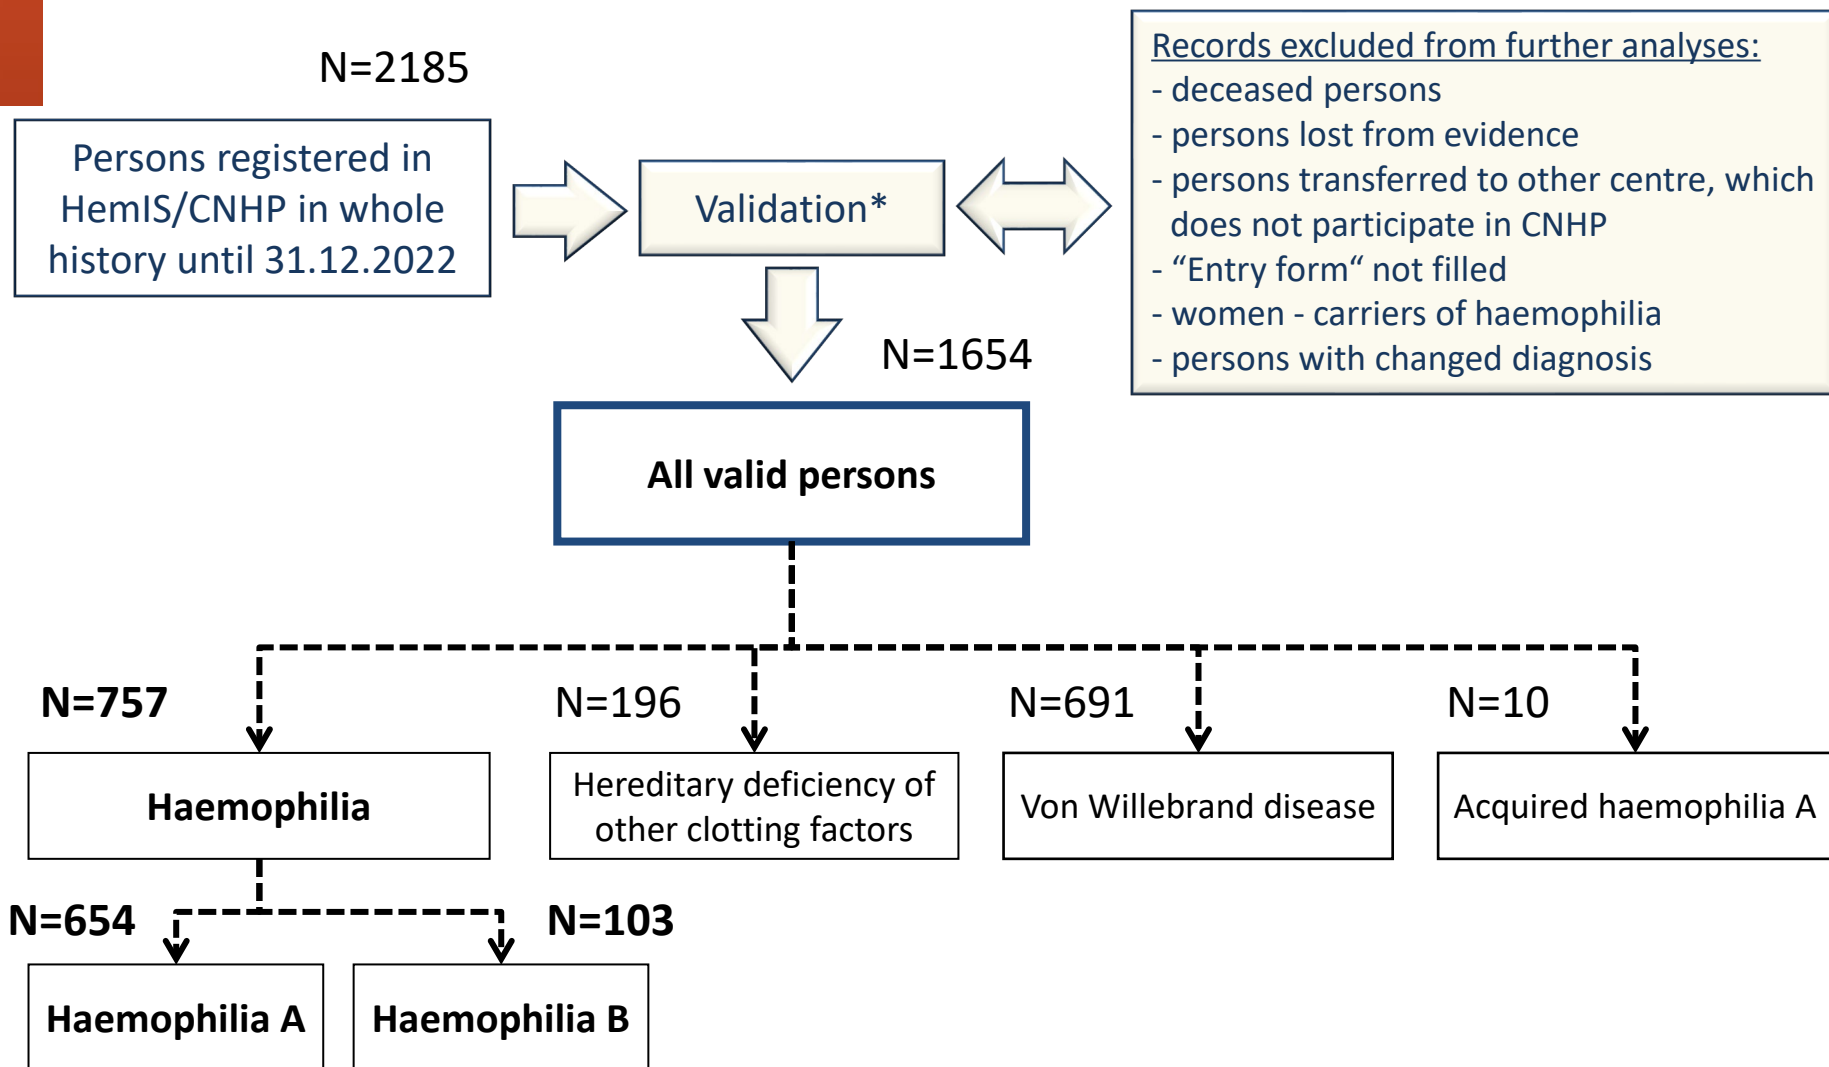 N=2185
Persons registered in
HemIS/CNHP in whole
history until 31.12.2022
Validation*
Records excluded from further analyses:
- deceased persons
- persons lost from evidence
- persons transferred to other centre, which
does not participate in CNHP
- “Entry form“ not filled
- women - carriers of haemophilia
- persons with changed diagnosis
N=1654
All valid persons
N=757
Haemophilia
N=196
Hereditary deficiency of
other clotting factors
N=691
Von Willebrand disease
N=10
Acquired haemophilia A
N=654
Haemophilia A
N=103
Haemophilia B